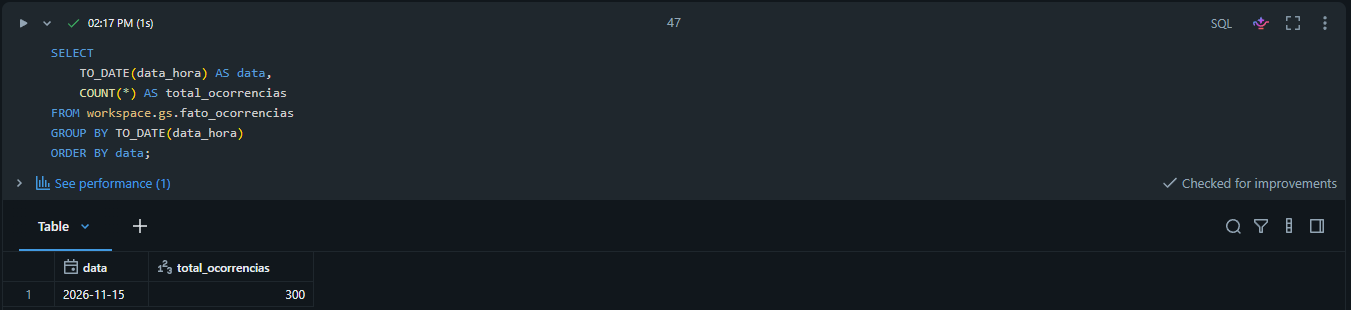 02:17 PM (1s) 47 SQL
SELECT
TO_DATE(data_hora) AS data,
COUNT(*) AS total_ocorrencias
FROM workspace.gs.fato_ocorrencias
GROUP BY TO_DATE(data_hora)
ORDER BY data;
See performance (1) Checked for improvements
Table
data total_ocorrencias
1 2026-11-15 300